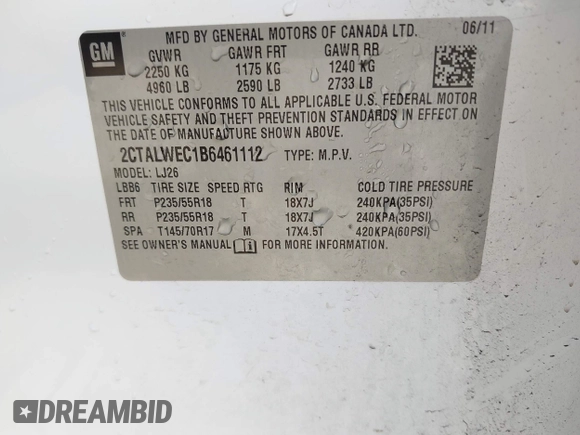 MFD BY GENERAL MOTORS OF CANADA LTD. 06/11
GM
GVWR GAWR FRT GAWR RR
2250 KG 1175 KG 1240 KG
4960 LB 2590 LB 2733 LB
THIS VEHICLE CONFORMS TO ALL APPLICABLE U.S. FEDERAL MOTOR
VEHICLE SAFETY AND THEFT PREVENTION STANDARDS IN EFFECT ON THE
DATE OF MANUFACTURE SHOWN ABOVE.
2CTALWEC1B6461112 TYPE: M.P.V.
MODEL: LJ26
LBB6 TIRE SIZE SPEED RTG RIM COLD TIRE PRESSURE
FRT P235/55R18 T 18X7J 240KPA(35PSI)
RR P235/55R18 T 18X7J 240KPA(35PSI)
SPA T145/70R17 M 17X4.5T 420KPA(60PSI)
SEE OWNER'S MANUAL FOR MORE INFORMATION.
DREAMBID